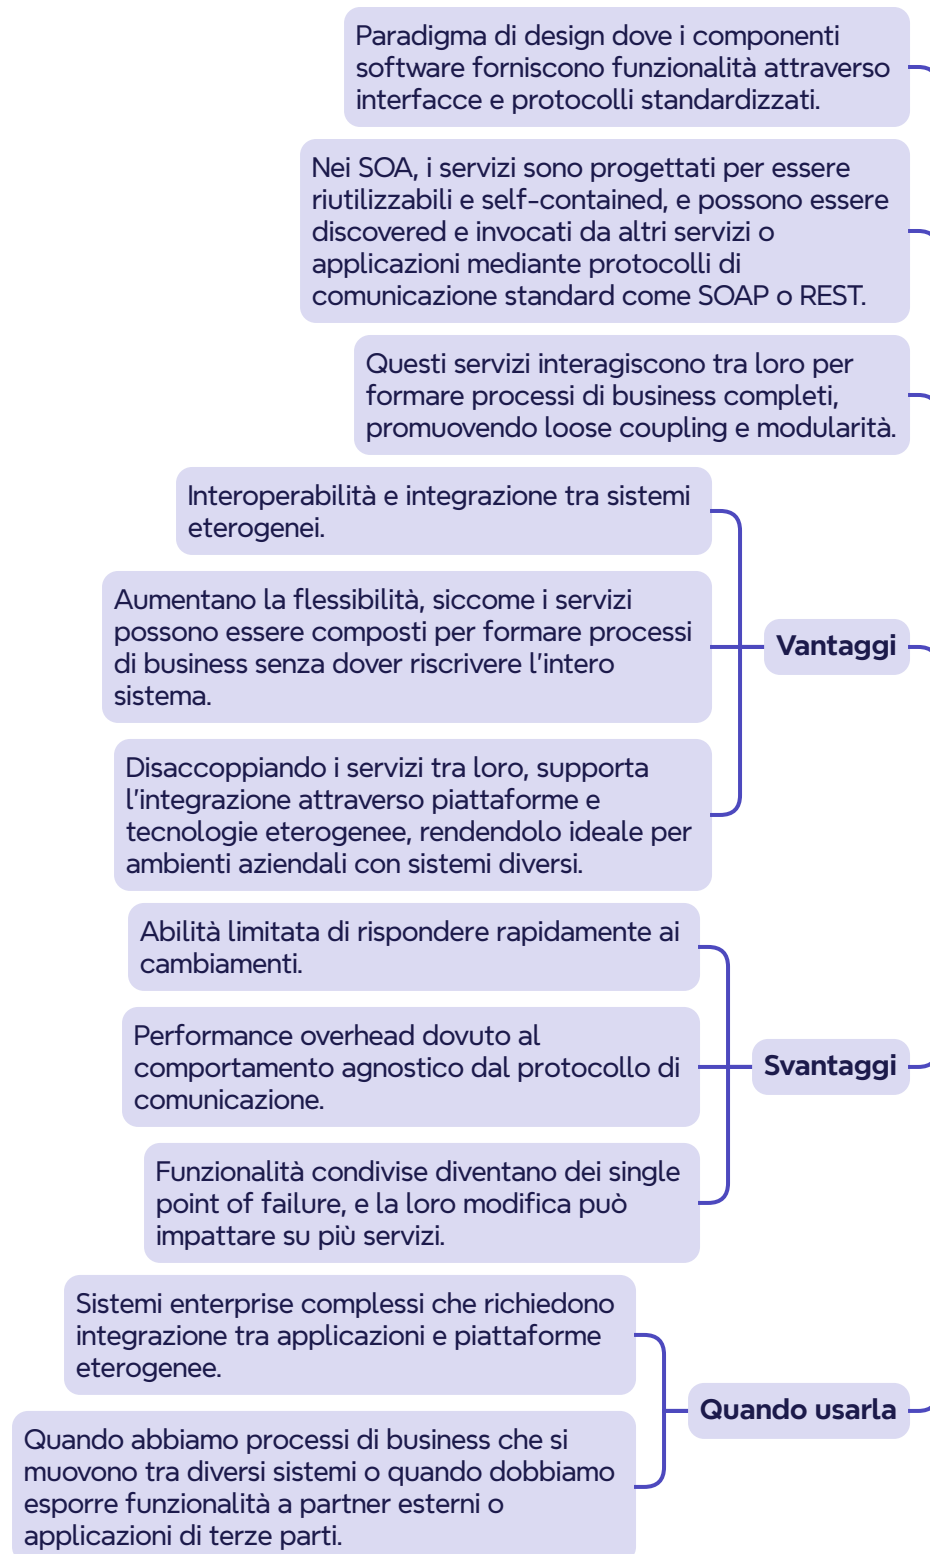 Paradigma di design dove i componenti
software forniscono funzionalità attraverso
interfacce e protocolli standardizzati.
Nei SOA, i servizi sono progettati per essere
riutilizzabili e self-contained, e possono essere
discovered e invocati da altri servizi o
applicazioni mediante protocolli di
comunicazione standard come SOAP o REST.
Questi servizi interagiscono tra loro per
formare processi di business completi,
promuovendo loose coupling e modularità.
Vantaggi
Interoperabilità e integrazione tra sistemi
eterogenei.
Aumentano la flessibilità, siccome i servizi
possono essere composti per formare processi
di business senza dover riscrivere l'intero
sistema.
Disaccoppiando i servizi tra loro, supporta
l'integrazione attraverso piattaforme e
tecnologie eterogenee, rendendolo ideale per
ambienti aziendali con sistemi diversi.
Svantaggi
Abilità limitata di rispondere rapidamente ai
cambiamenti.
Performance overhead dovuto al
comportamento agnostico dal protocollo di
comunicazione.
Funzionalità condivise diventano dei single
point of failure, e la loro modifica può
impattare su più servizi.
Quando usarla
Sistemi enterprise complessi che richiedono
integrazione tra applicazioni e piattaforme
eterogenee.
Quando abbiamo processi di business che si
muovono tra diversi sistemi o quando dobbiamo
esporre funzionalità a partner esterni o
applicazioni di terze parti.